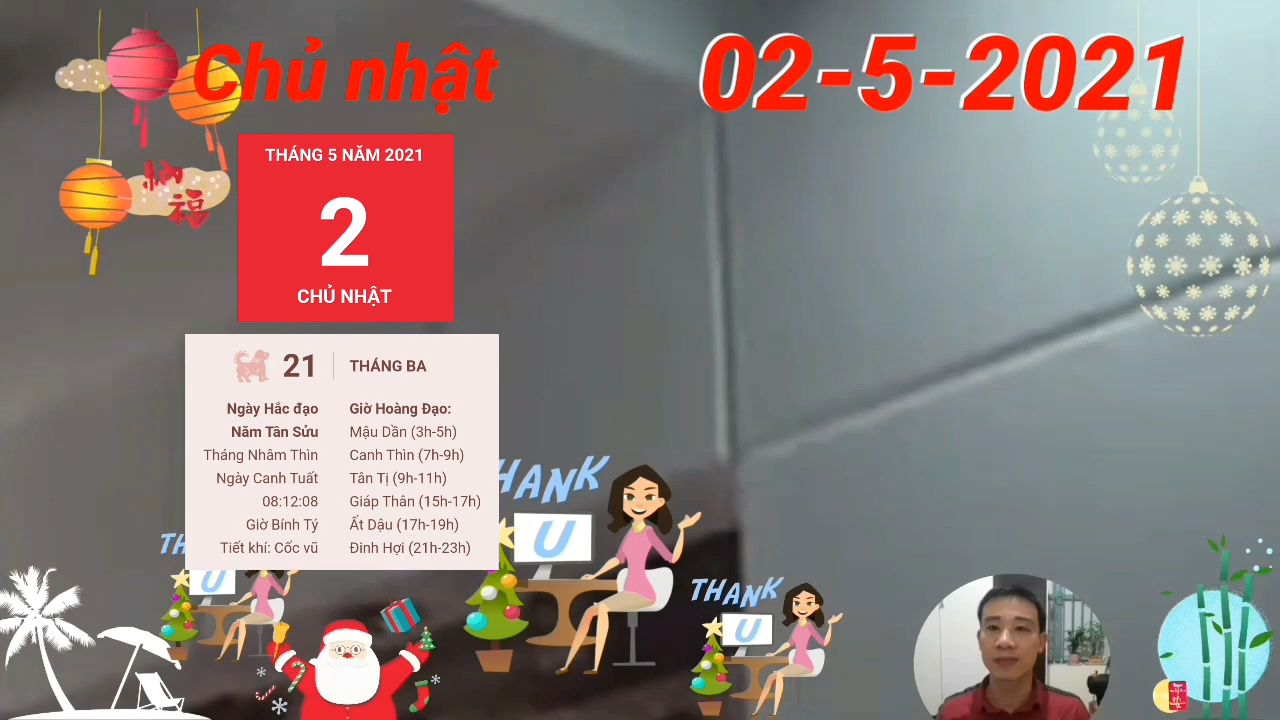 Chủ nhật
02-5-2021
THÁNG 5 NĂM 2021
2
CHỦ NHẬT
21
THÁNG BA
Ngày Hắc đạo
Năm Tân Sửu
Tháng Nhâm Thìn
Ngày Canh Tuất
08:12:08
Giờ Bính Tý
Tiết khí: Cốc vũ
Giờ Hoàng Đạo:
Mậu Dần (3h-5h)
Canh Thìn (7h-9h)
Tân Tị (9h-11h)
Giáp Thân (15h-17h)
Ất Dậu (17h-19h)
Đinh Hợi (21h-23h)
HANK
U
TH
U
THANK
U
福